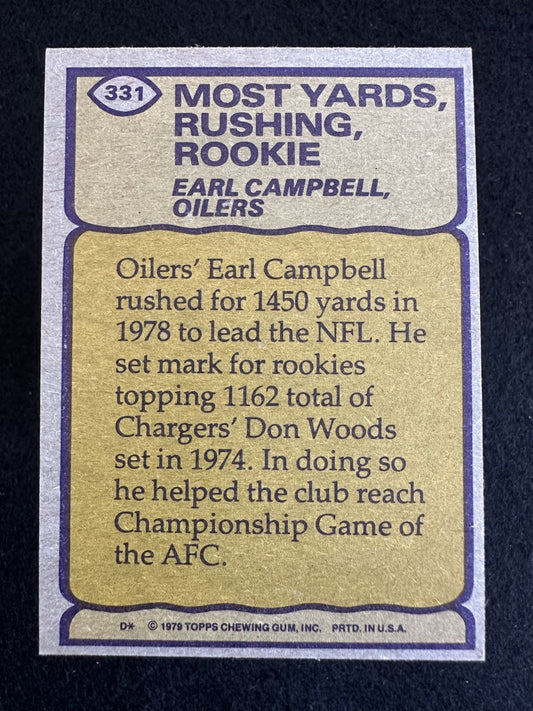 331
MOST YARDS,
RUSHING,
ROOKIE
EARL CAMPBELL,
OILERS
Oilers' Earl Campbell
rushed for 1450 yards in
1978 to lead the NFL. He
set mark for rookies
topping 1162 total of
Chargers' Don Woods
set in 1974. In doing so
he helped the club reach
Championship Game of
the AFC.
D* © 1979 TOPPS CHEWING GUM, INC. PRTD. IN U.S.A.